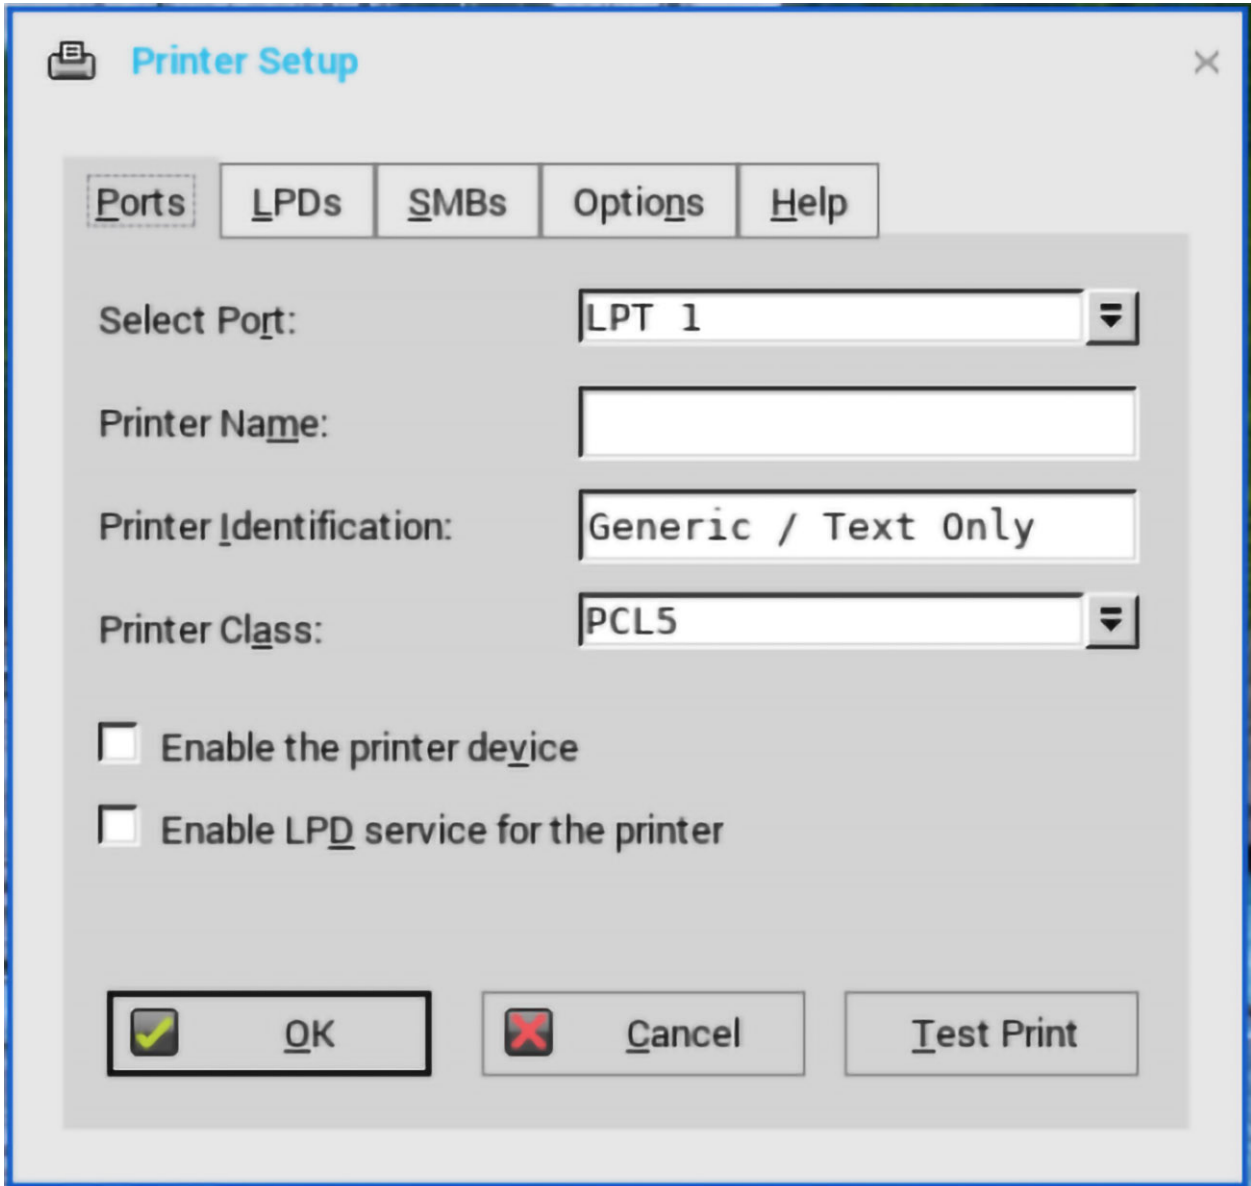 Printer Setup
Ports LPDs SMBs Options Help
Select Port: LPT 1
Printer Name:
Printer Identification: Generic / Text Only
Printer Class: PCL5
Enable the printer device
Enable LPD service for the printer
OK Cancel Test Print